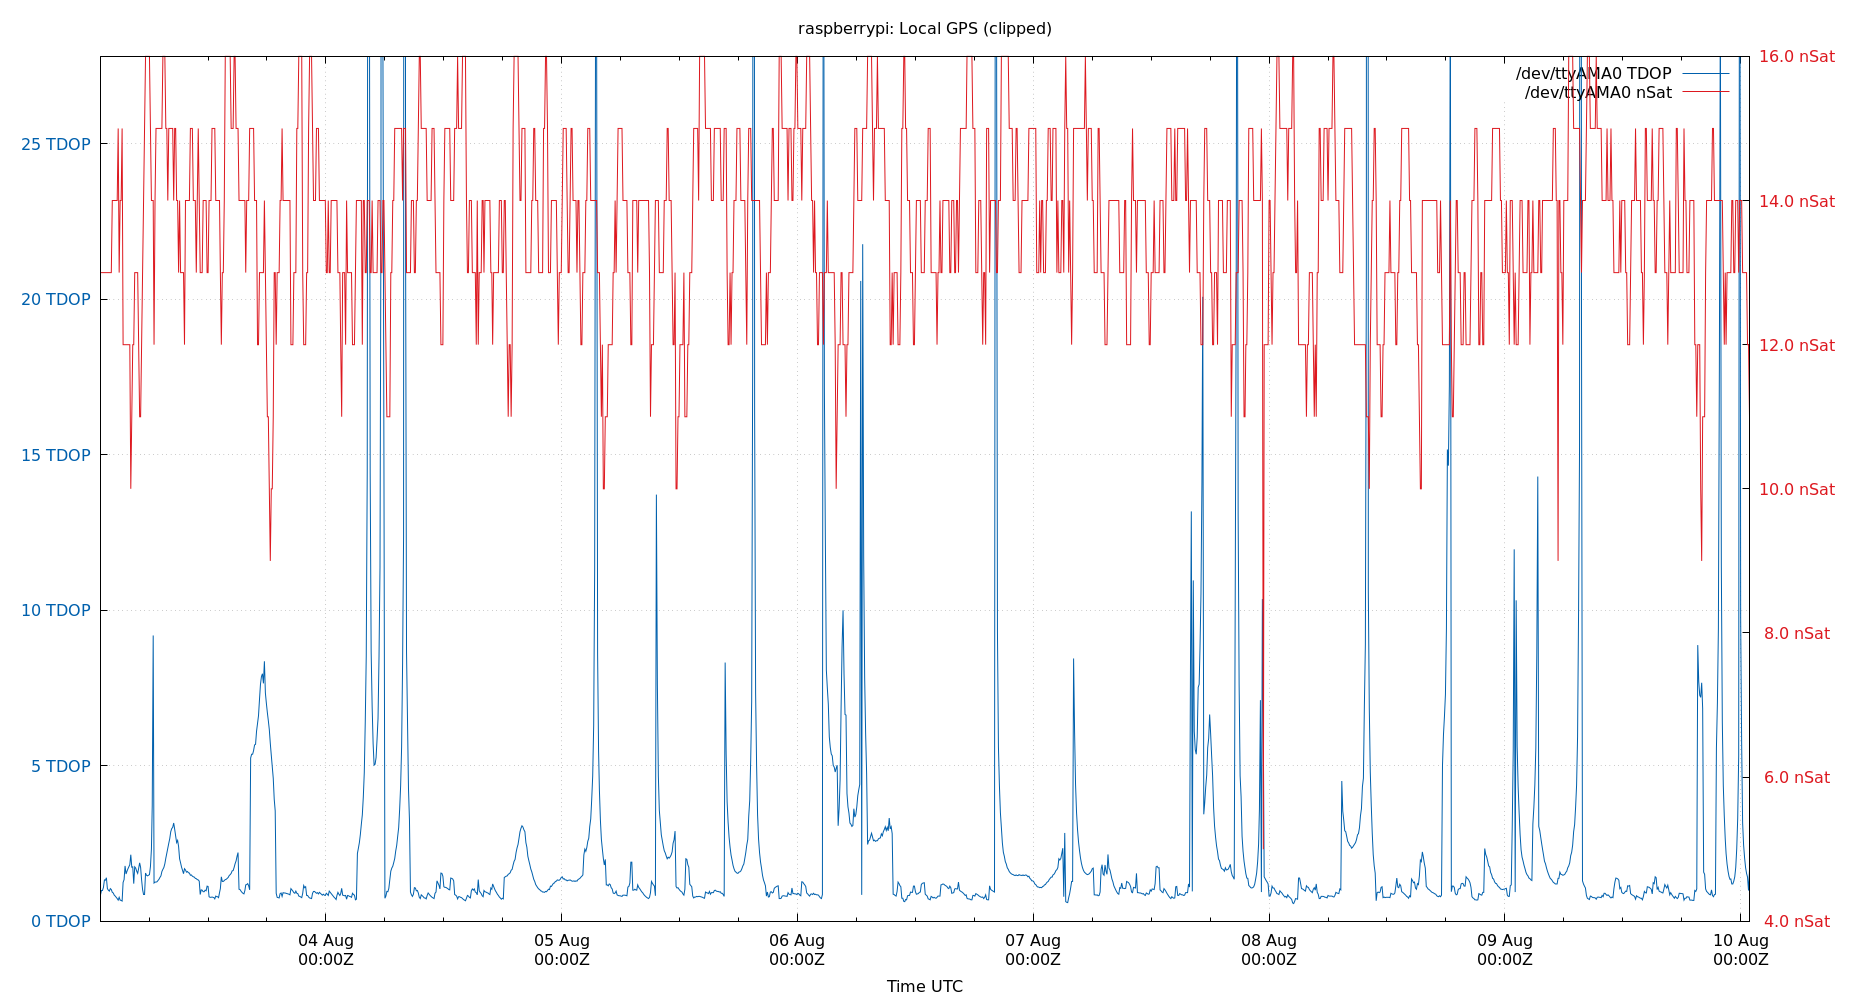 raspberrypi: Local GPS (clipped)
/dev/ttyAMA0 TDOP
/dev/ttyAMA0 nSat
25 TDOP
20 TDOP
15 TDOP
10 TDOP
5 TDOP
0 TDOP
16.0 nSat
14.0 nSat
12.0 nSat
10.0 nSat
8.0 nSat
6.0 nSat
4.0 nSat
04 Aug 05 Aug 06 Aug 07 Aug 08 Aug 09 Aug 10 Aug
00:00Z 00:00Z 00:00Z 00:00Z 00:00Z 00:00Z 00:00Z
Time UTC